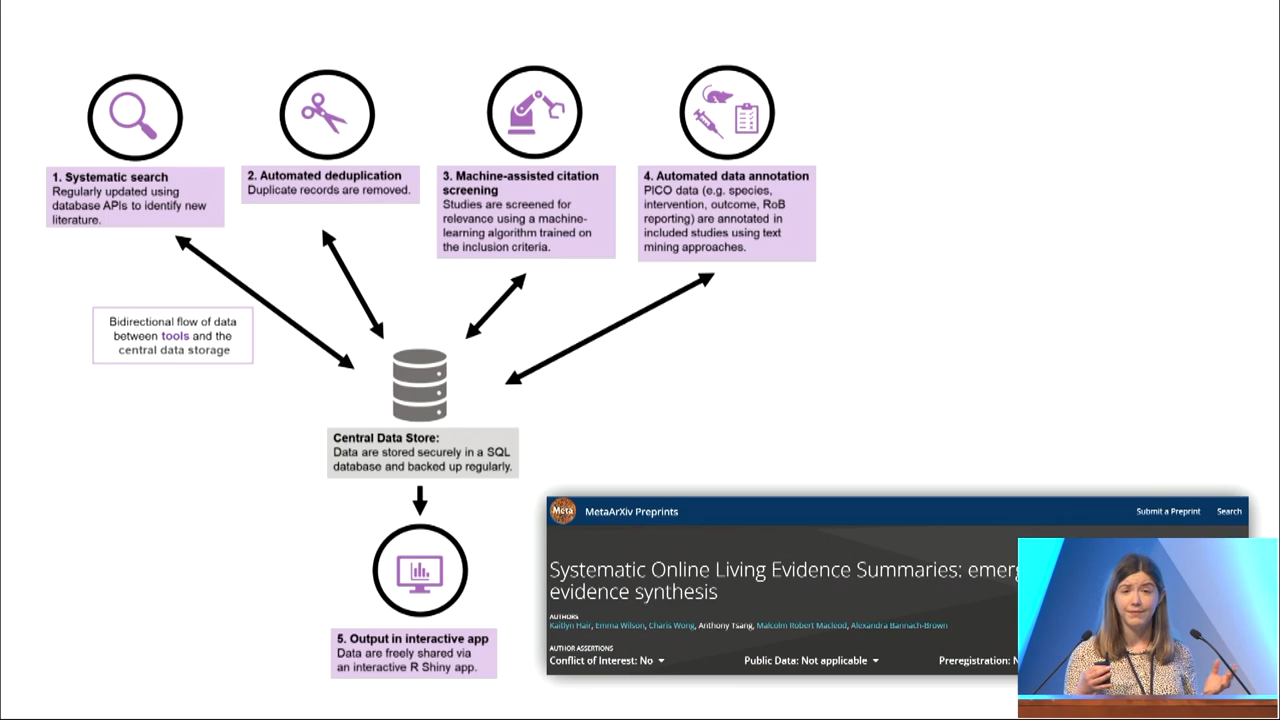 1. Systematic search
Regularly updated using
database APIs to identify new
literature.
2. Automated deduplication
Duplicate records are removed.
3. Machine-assisted citation
screening
Studies are screened for
relevance using a machine-
learning algorithm trained on
the inclusion criteria.
4. Automated data annotation
PICO data (e.g. species,
intervention, outcome, RoB
reporting) are annotated in
included studies using text
mining approaches.
Bidirectional flow of data
between tools and the
central data storage
Central Data Store:
Data are stored securely in a SQL
database and backed up regularly.
5. Output in interactive app
Data are freely shared via
an interactive R Shiny app.
Meta
MetaArXiv Preprints
Submit a Preprint
Search
Systematic Online Living Evidence Summaries: emerg
evidence synthesis
AUTHORS
Kaitlyn Hair, Emma Wilson, Charis Wong, Anthony Tsang, Malcolm Robert Macleod, Alexandra Bannach-Brown
AUTHOR ASSERTIONS
Conflict of Interest: No
Public Data: Not applicable
Preregistration: N